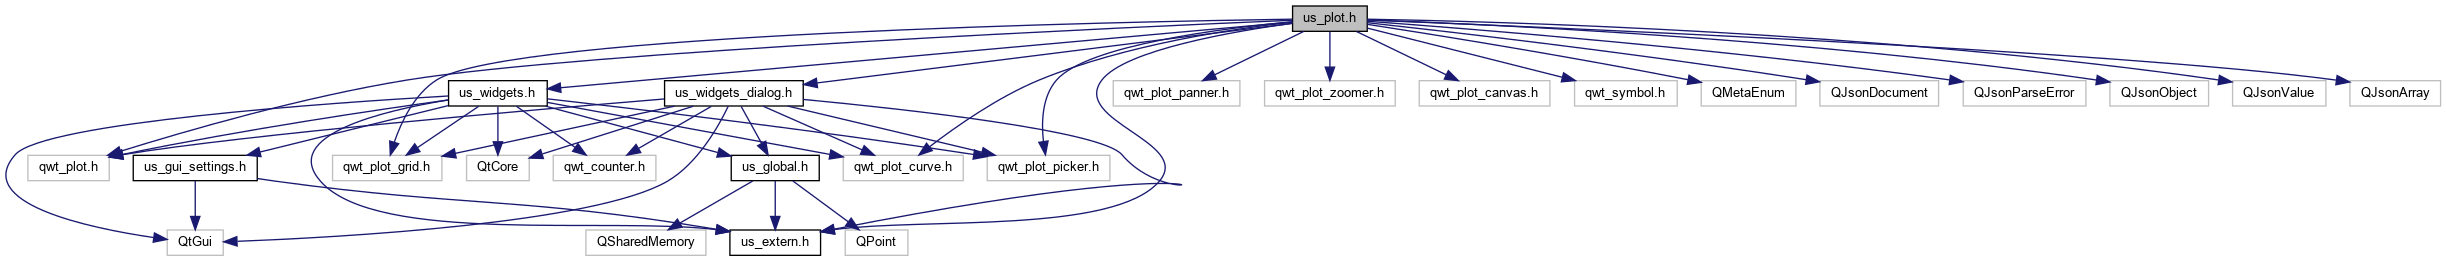 us_plot.h
us_widgets.h
us_widgets_dialog.h
qwt_plot_panner.h
qwt_plot_zoomer.h
qwt_plot_canvas.h
qwt_symbol.h
QMetaEnum
QJsonDocument
QJsonParseError
QJsonObject
QJsonValue
QJsonArray
qwt_plot.h
us_gui_settings.h
qwt_plot_grid.h
QtCore
qwt_counter.h
us_global.h
qwt_plot_curve.h
qwt_plot_picker.h
QtGui
QSharedMemory
us_extern.h
QPoint